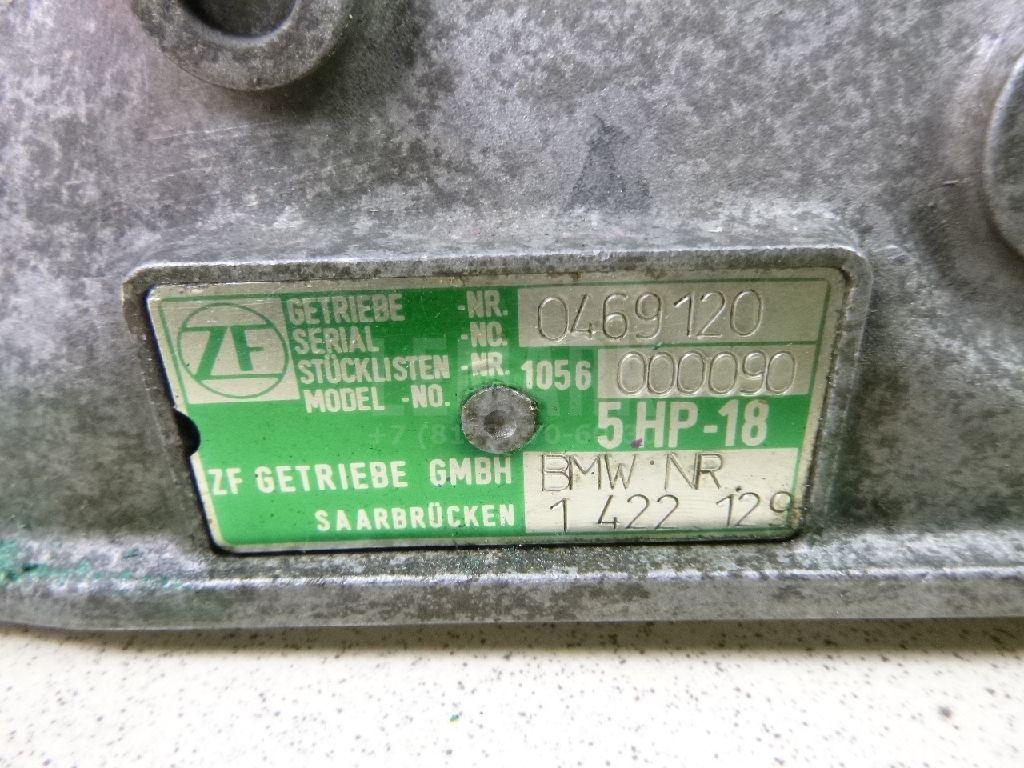 ZF
GETRIEBE -NR. 0469120
SERIAL -NO.
STÜCKLISTEN -NR. 1056 000090
MODEL -NO.
5 HP-18
ZF GETRIEBE GMBH BMW NR.
SAARBRÜCKEN 1 422 129